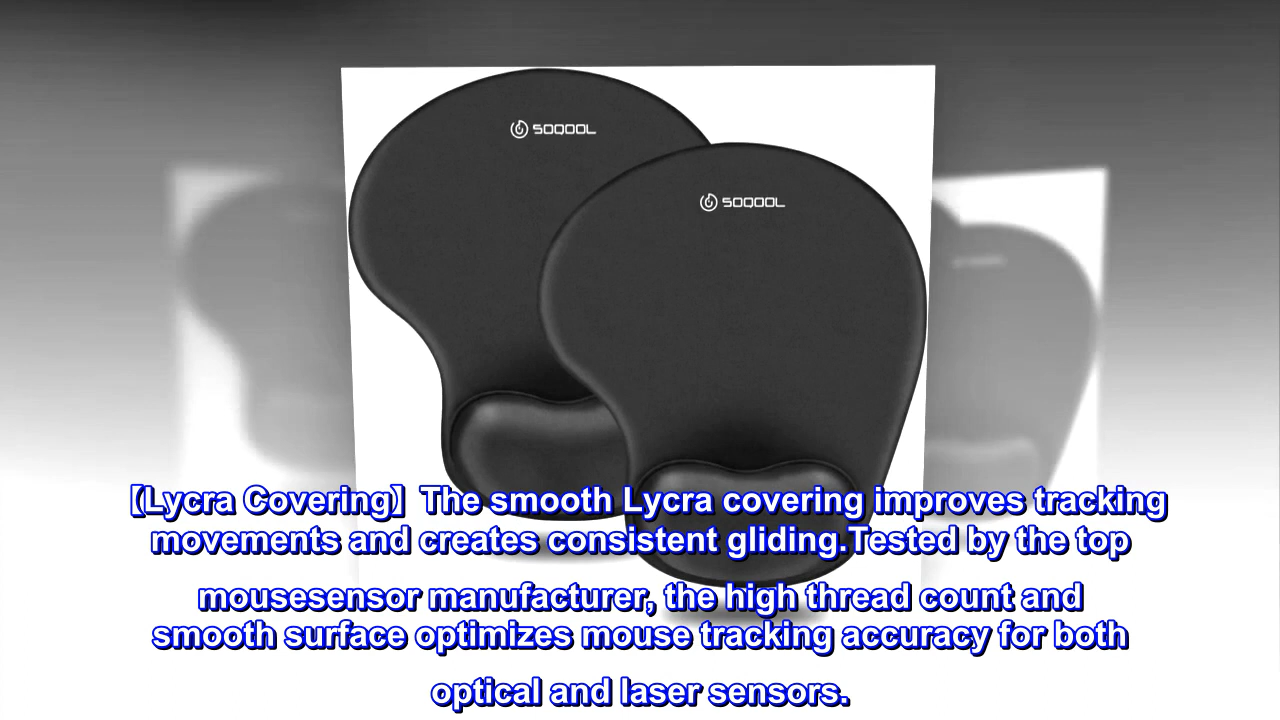 SOQOOL
SOQOOL
【Lycra Covering】The smooth Lycra covering improves tracking
movements and creates consistent gliding.Tested by the top
mousesensor manufacturer, the high thread count and
smooth surface optimizes mouse tracking accuracy for both
optical and laser sensors.